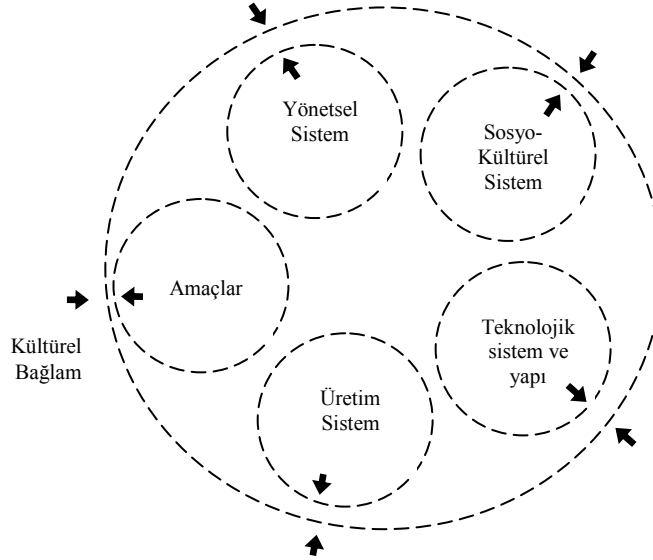 Yönetsel
Sistem
Sosyo-
Kültürel
Sistem
Amaçlar
Kültürel
Bağlam
Teknolojik
sistem ve
yapı
Üretim
Sistem